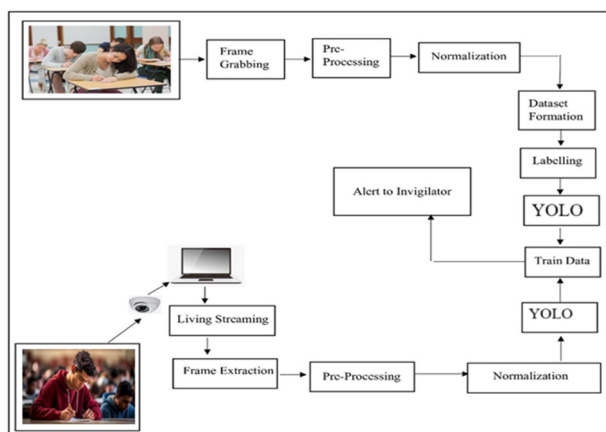 Frame
Grabbing
Pre-
Processing
Normalization
Dataset
Formation
Labelling
YOLO
Alert to Invigilator
Train Data
YOLO
Living Streaming
Frame Extraction
Pre-Processing
Normalization